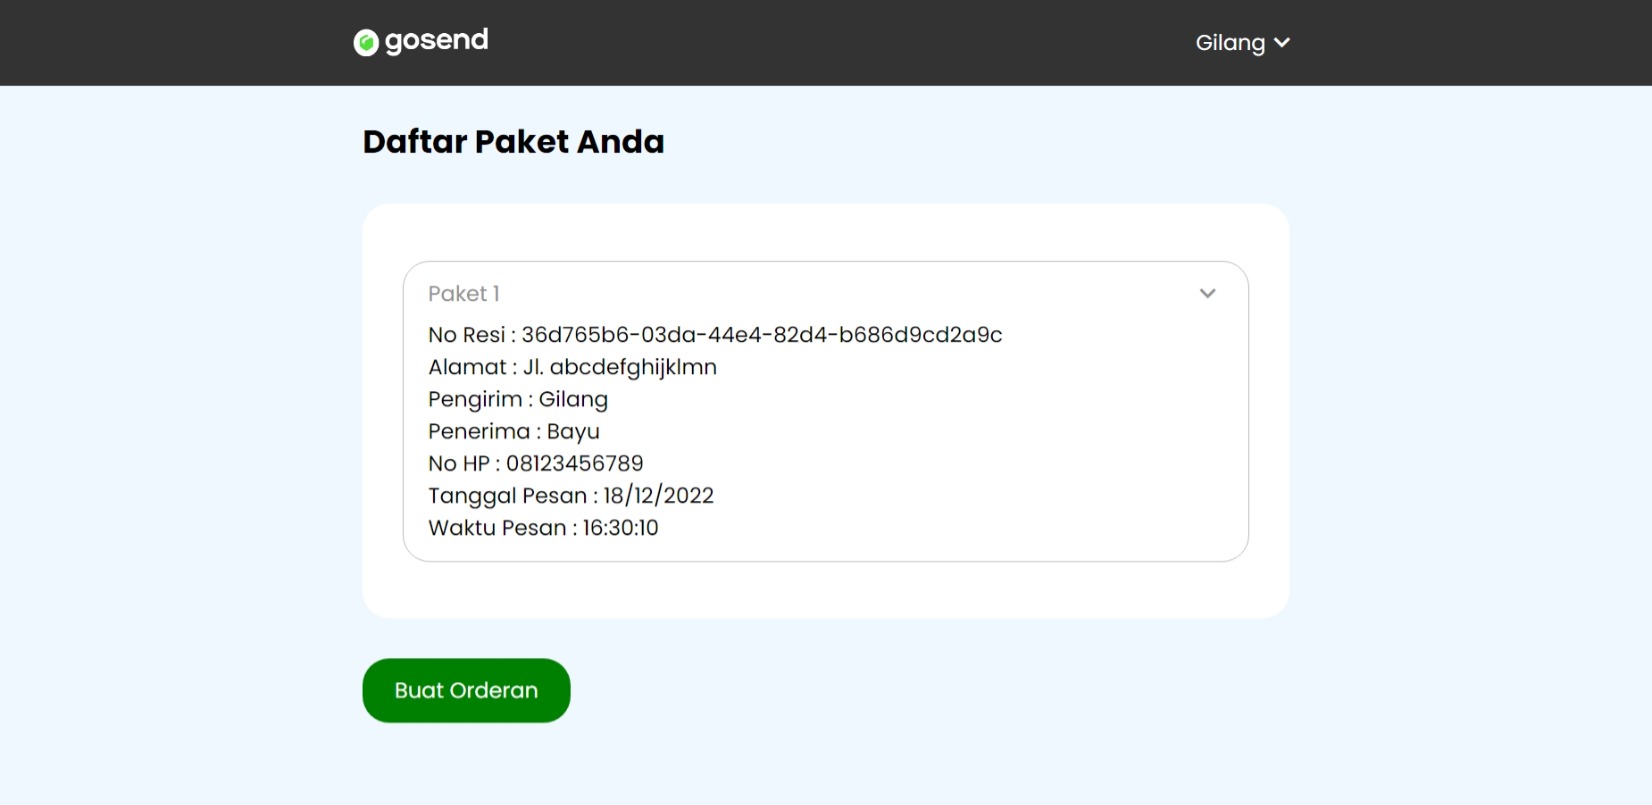 gosend
Gilang
Daftar Paket Anda
Paket 1
No Resi : 36d765b6-03da-44e4-82d4-b686d9cd2a9c
Alamat : Jl. abcdefghijklmn
Pengirim : Gilang
Penerima : Bayu
No HP : 08123456789
Tanggal Pesan : 18/12/2022
Waktu Pesan : 16:30:10
Buat Orderan